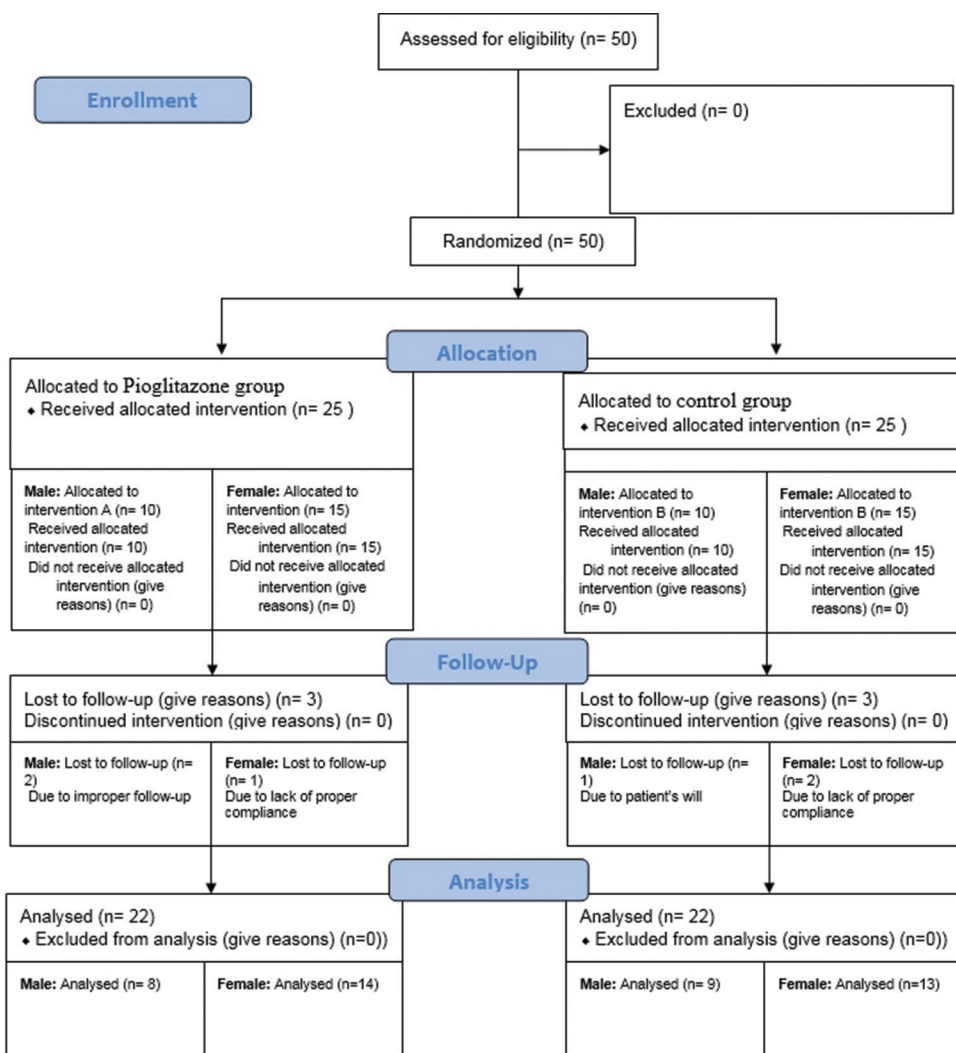 Assessed for eligibility (n= 50)
Enrollment
Excluded (n= 0)
Randomized (n= 50)
Allocation
Allocated to Pioglitazone group
⬥ Received allocated intervention (n= 25 )
Male: Allocated to
intervention A (n= 10)
Received allocated
intervention (n= 10)
Did not receive allocated
intervention (give
reasons) (n= 0)
Female: Allocated to
intervention (n= 15)
Received allocated
intervention (n= 15)
Did not receive allocated
intervention (give
reasons) (n= 0)
Allocated to control group
⬥ Received allocated intervention (n= 25 )
Male: Allocated to
intervention B (n= 10)
Received allocated
intervention (n= 10)
Did not receive allocated
intervention (give reasons)
(n= 0)
Female: Allocated to
intervention B (n= 15)
Received allocated
intervention (n= 15)
Did not receive allocated
intervention (give
reasons) (n= 0)
Follow-Up
Lost to follow-up (give reasons) (n= 3)
Discontinued intervention (give reasons) (n= 0)
Male: Lost to follow-up (n=
2)
Due to improper follow-up
Female: Lost to follow-up
(n= 1)
Due to lack of proper
compliance
Lost to follow-up (give reasons) (n= 3)
Discontinued intervention (give reasons) (n= 0)
Male: Lost to follow-up (n=
1)
Due to patient's will
Female: Lost to follow-up
(n= 2)
Due to lack of proper
compliance
Analysis
Analysed (n= 22)
⬥ Excluded from analysis (give reasons) (n=0))
Male: Analysed (n= 8)
Female: Analysed (n=14)
Analysed (n= 22)
⬥ Excluded from analysis (give reasons) (n=0))
Male: Analysed (n= 9)
Female: Analysed (n=13)